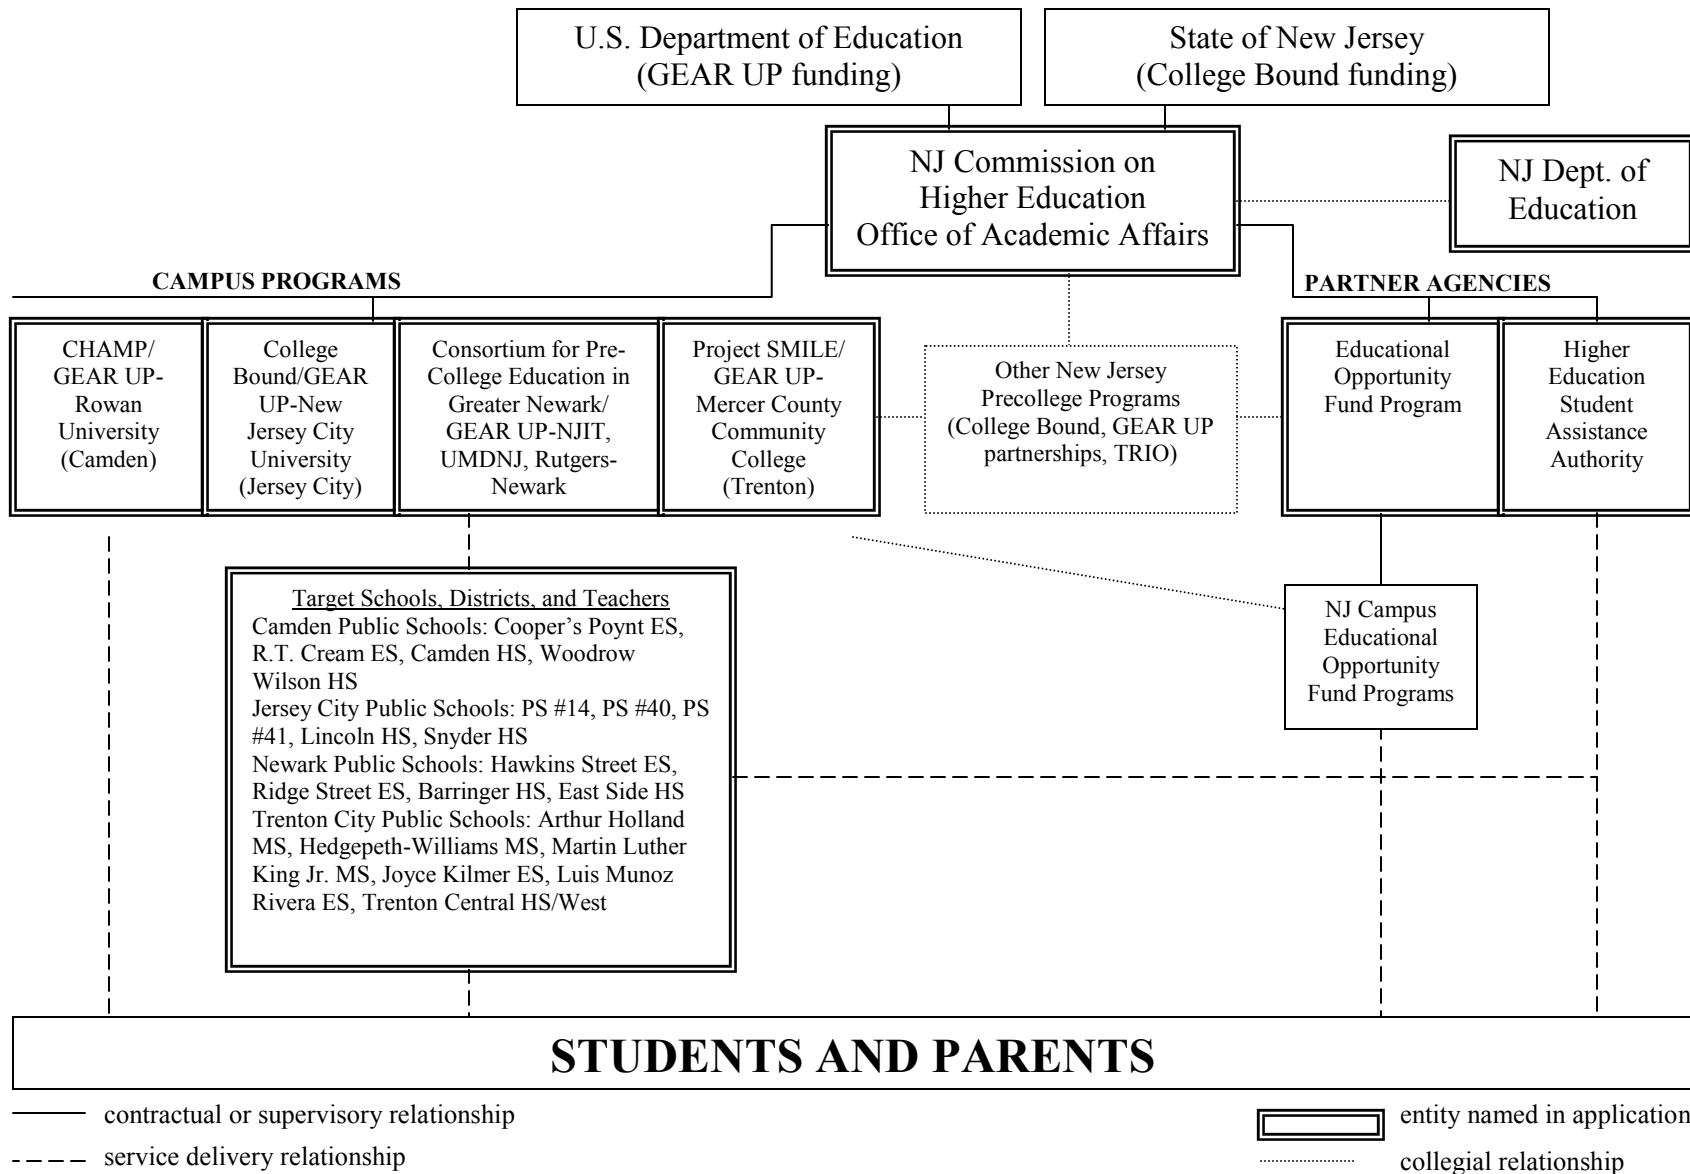 U.S. Department of Education
(GEAR UP funding)
State of New Jersey
(College Bound funding)
NJ Commission on
Higher Education
Office of Academic Affairs
NJ Dept. of
Education
CAMPUS PROGRAMS
PARTNER AGENCIES
CHAMP/
GEAR UP-
Rowan
University
(Camden)
College
Bound/GEAR
UP-New
Jersey City
University
(Jersey City)
Consortium for Pre-
College Education in
Greater Newark/
GEAR UP-NJIT,
UMDNJ, Rutgers-
Newark
Project SMILE/
GEAR UP-
Mercer County
Community
College
(Trenton)
Other New Jersey
Precollege Programs
(College Bound, GEAR UP
partnerships, TRIO)
Educational
Opportunity
Fund Program
Higher
Education
Student
Assistance
Authority
Target Schools, Districts, and Teachers
Camden Public Schools: Cooper’s Poynt ES,
R.T. Cream ES, Camden HS, Woodrow
Wilson HS
Jersey City Public Schools: PS #14, PS #40, PS
#41, Lincoln HS, Snyder HS
Newark Public Schools: Hawkins Street ES,
Ridge Street ES, Barringer HS, East Side HS
Trenton City Public Schools: Arthur Holland
MS, Hedgepeth-Williams MS, Martin Luther
King Jr. MS, Joyce Kilmer ES, Luis Munoz
Rivera ES, Trenton Central HS/West
NJ Campus
Educational
Opportunity
Fund Programs
STUDENTS AND PARENTS
contractual or supervisory relationship
entity named in application
service delivery relationship
collegial relationship